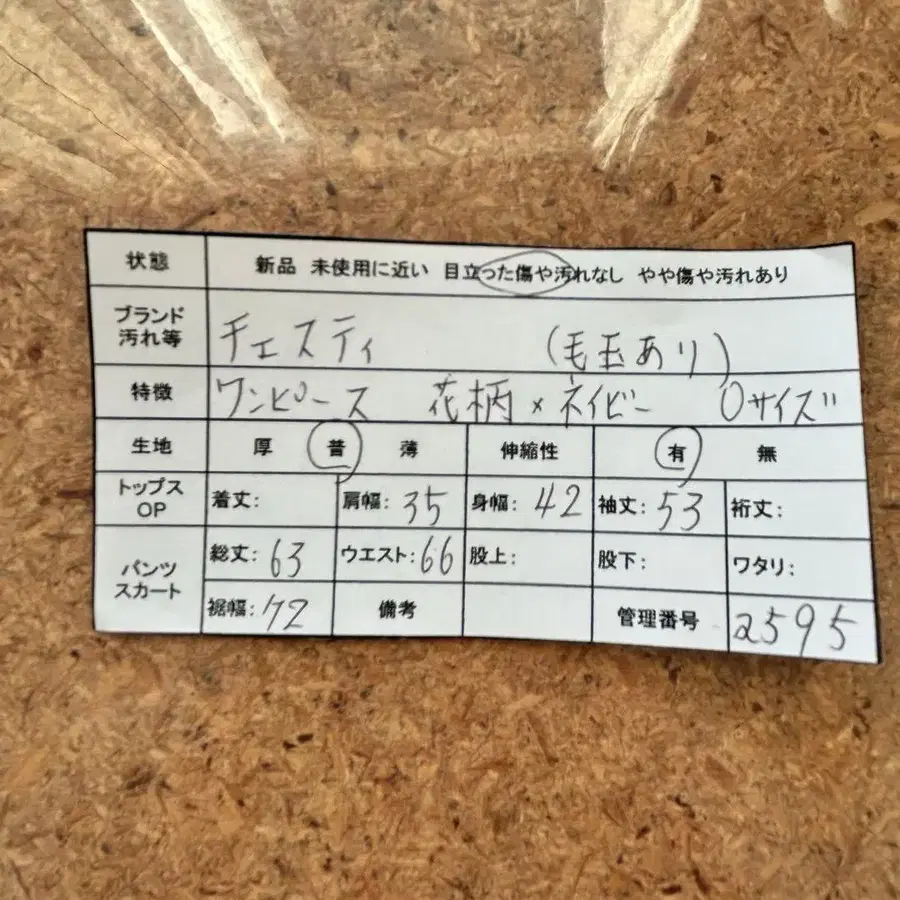 状態 新品 未使用に近い 目立った傷や汚れなし やや傷や汚れあり
ブランド
汚れ等 チェスティ (毛玉あり)
特徴 ワンピース 花柄×ネイビー 0サイズ
生地 厚 普 薄 伸縮性 有 無
トップス
OP 着丈: 肩幅:35 身幅:42 袖丈:53 裄丈:
パンツ
スカート 総丈:63 ウエスト:66 股上: 股下: ワタリ:
裾幅:72 備考 管理番号 2595